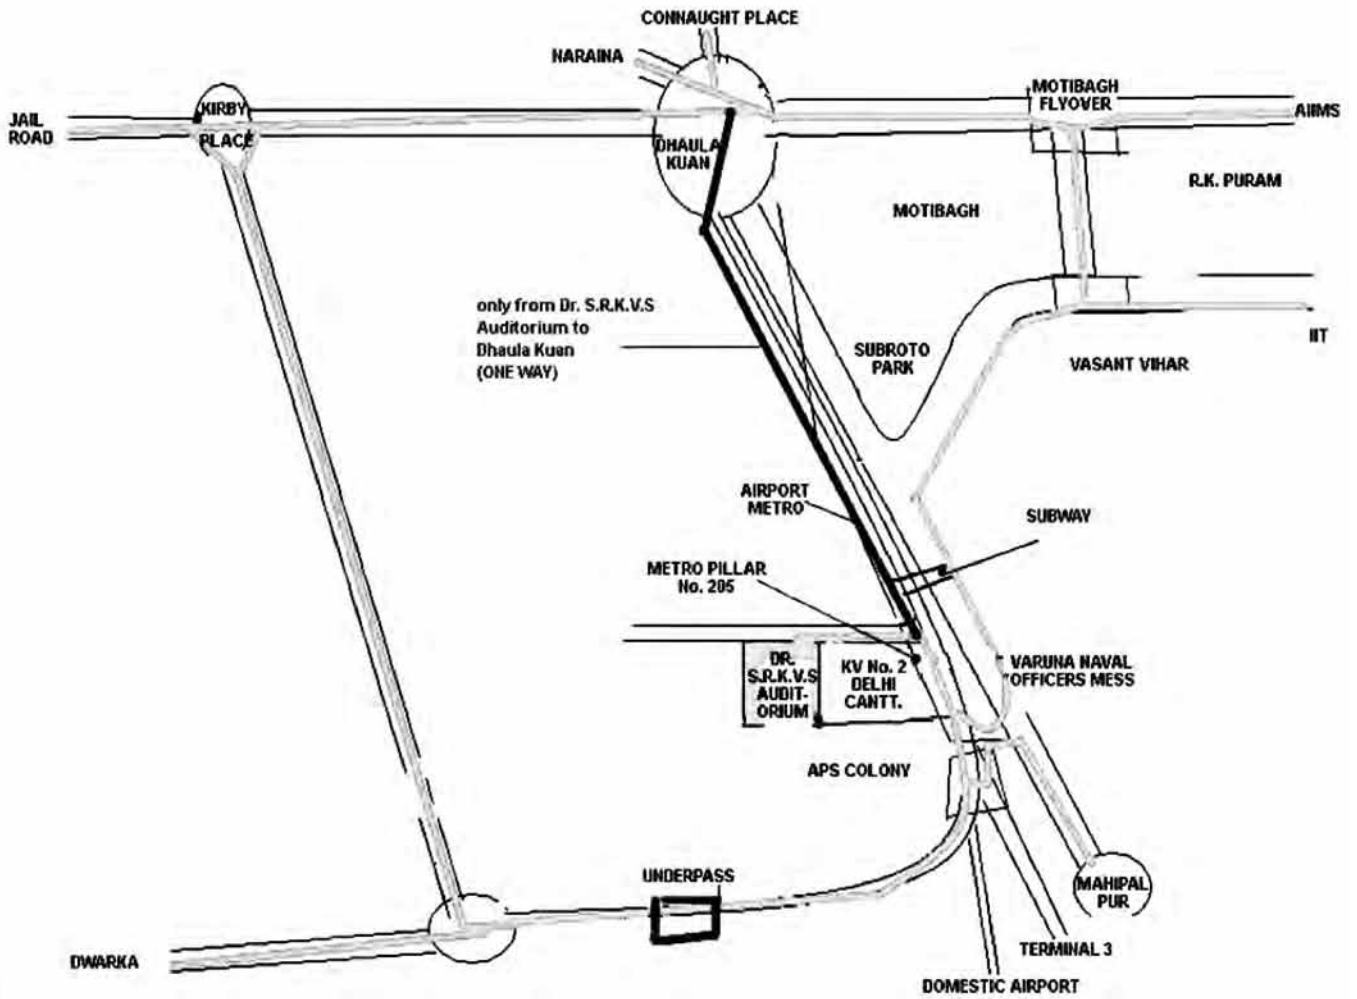 CONNAUGHT PLACE
NARAINA
MOTIBAGH
FLYOVER
JAIL
ROAD
KIRBY
PLACE
AIIMS
DHAULA
KUAN
R.K. PURAM
MOTIBAGH
only from Dr. S.R.K.V.S
Auditorium to
Dhaula Kuan
(ONE WAY)
SUBROTO
PARK
IIT
VASANT VIHAR
AIRPORT
METRO
SUBWAY
METRO PILLAR
No. 205
DR.
S.R.K.V.S
AUDIT-
ORIUM
KV No. 2
DELHI
CANTT.
VARUNA NAVAL
OFFICERS MESS
APS COLONY
UNDERPASS
MAHIPAL
PUR
DWARKA
TERMINAL 3
DOMESTIC AIRPORT